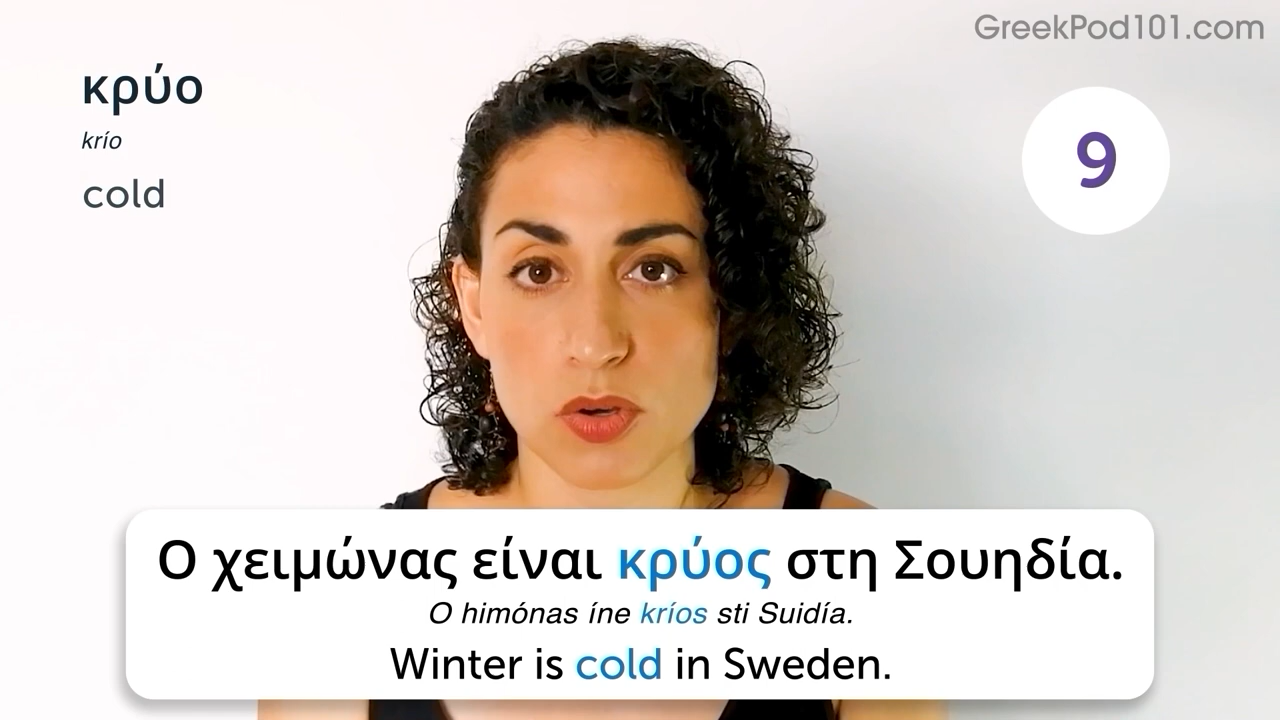 GreekPod101.com
κρύο
krío
cold
9
Ο χειμώνας είναι κρύος στη Σουηδία.
O himónas íne kríos sti Suidía.
Winter is cold in Sweden.